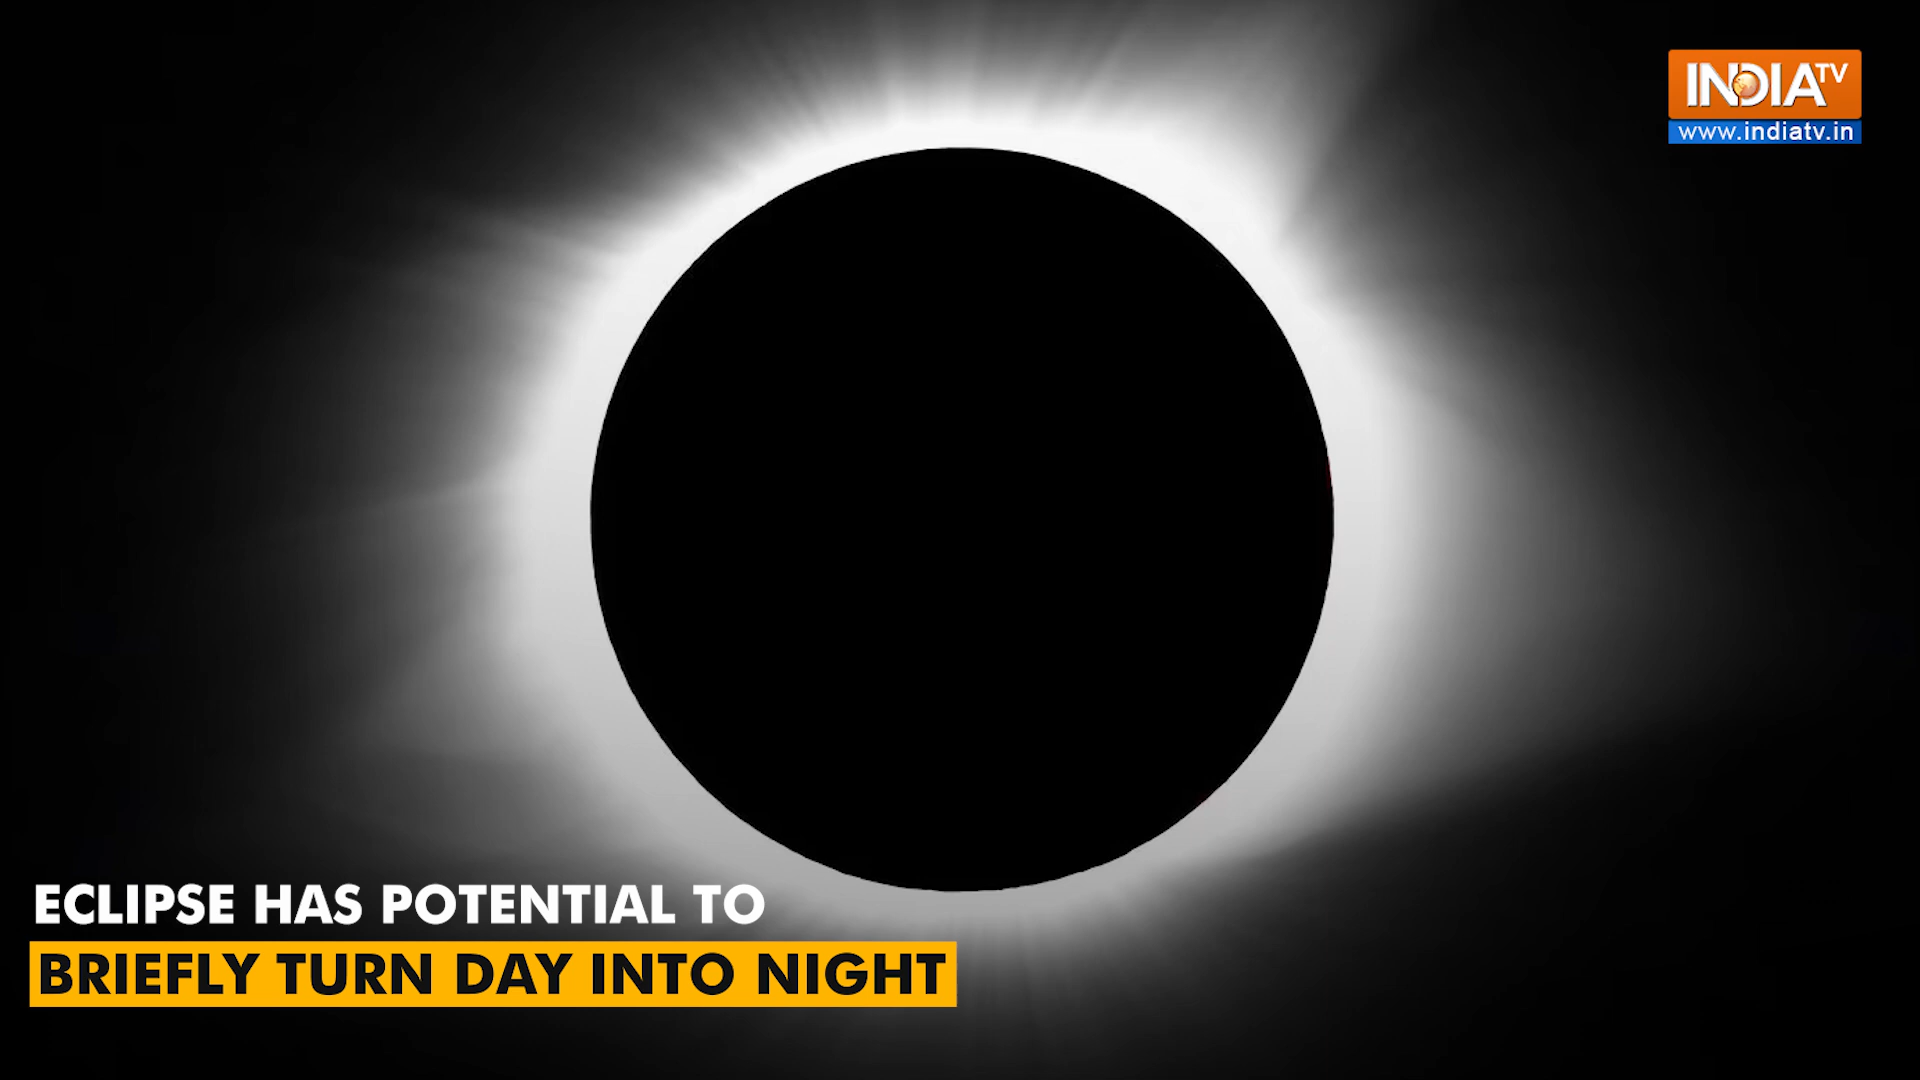 INDIA TV
www.indiatv.in
ECLIPSE HAS POTENTIAL TO
BRIEFLY TURN DAY INTO NIGHT